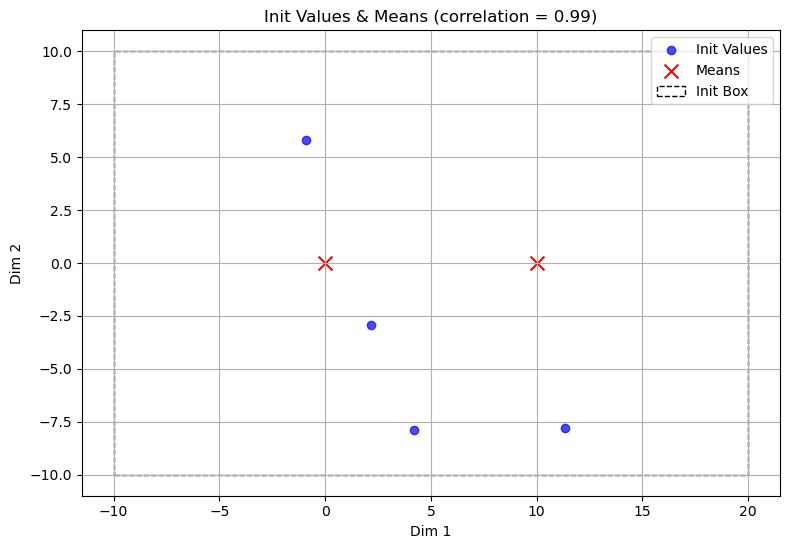 Init Values & Means (correlation = 0.99)
Init Values
Means
Init Box
10.0
7.5
5.0
2.5
0.0
−2.5
−5.0
−7.5
−10.0
Dim 2
−10
−5
0
5
10
15
20
Dim 1